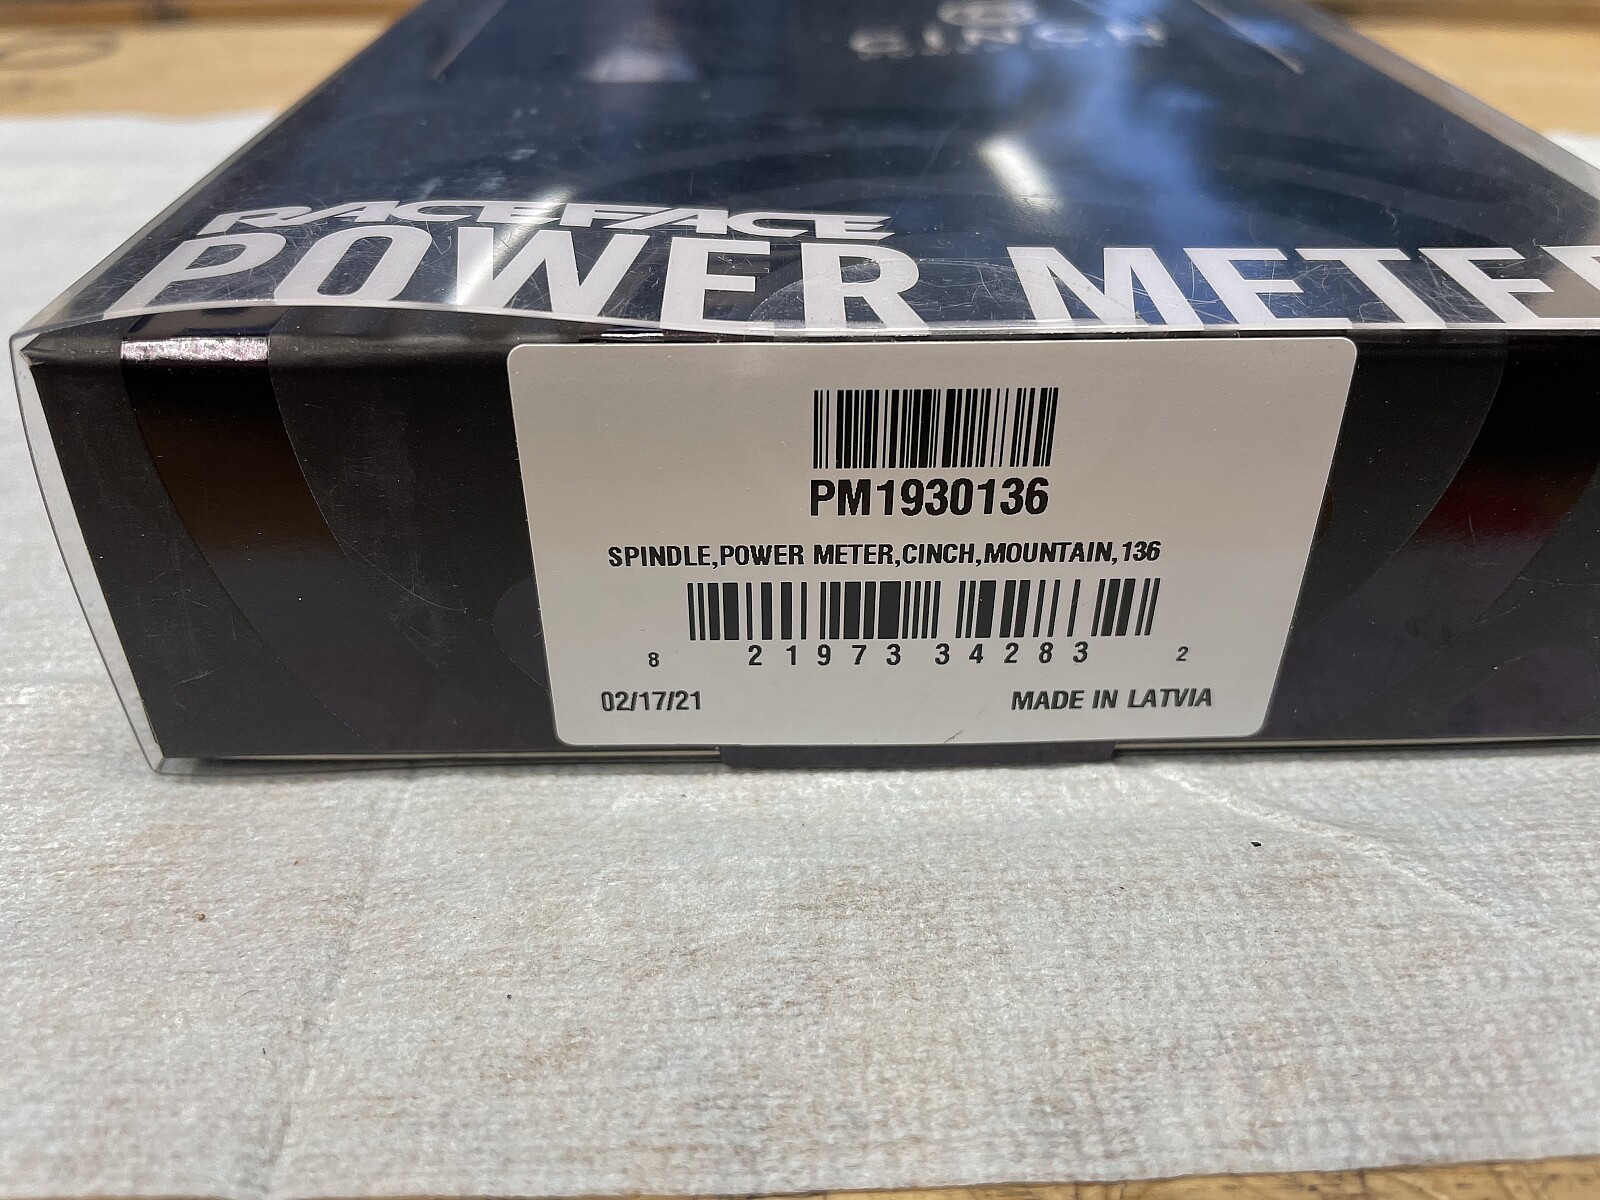 CINCH
RACEFACE
POWER METE
PM1930136
SPINDLE,POWER METER,CINCH,MOUNTAIN,136
8 21973 34283 2
02/17/21 MADE IN LATVIA